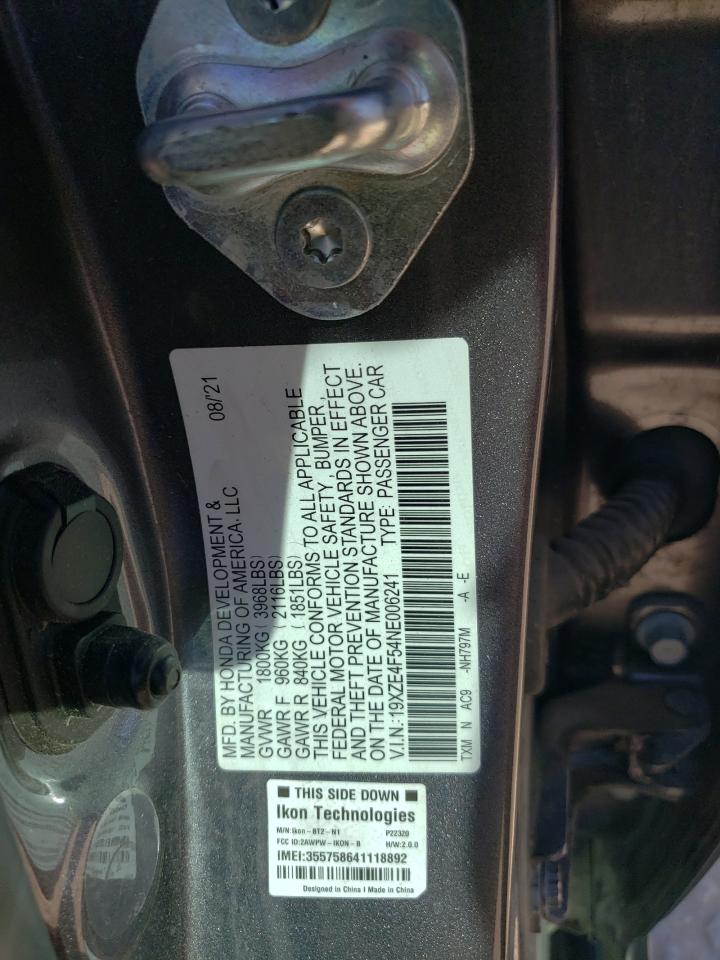 MFD. BY HONDA DEVELOPMENT &
MANUFACTURING OF AMERICA, LLC 08/'21
GVWR 1800KG ( 3968LBS)
GAWR F 960KG ( 2116LBS)
GAWR R 840KG ( 1851LBS)
THIS VEHICLE CONFORMS TO ALL APPLICABLE
FEDERAL MOTOR VEHICLE SAFETY, BUMPER,
AND THEFT PREVENTION STANDARDS IN EFFECT
ON THE DATE OF MANUFACTURE SHOWN ABOVE.
V.I.N.:19XZE4F54NE006241 TYPE: PASSENGER CAR
TXM N AC9 -NH797M -A -E
THIS SIDE DOWN
Ikon Technologies
M/N:Ikon-BT2-N1 P22320
FCC ID:2AWPW-IKON-B H/W:2.0.0
IMEI:355758641118892
Designed in China | Made in China